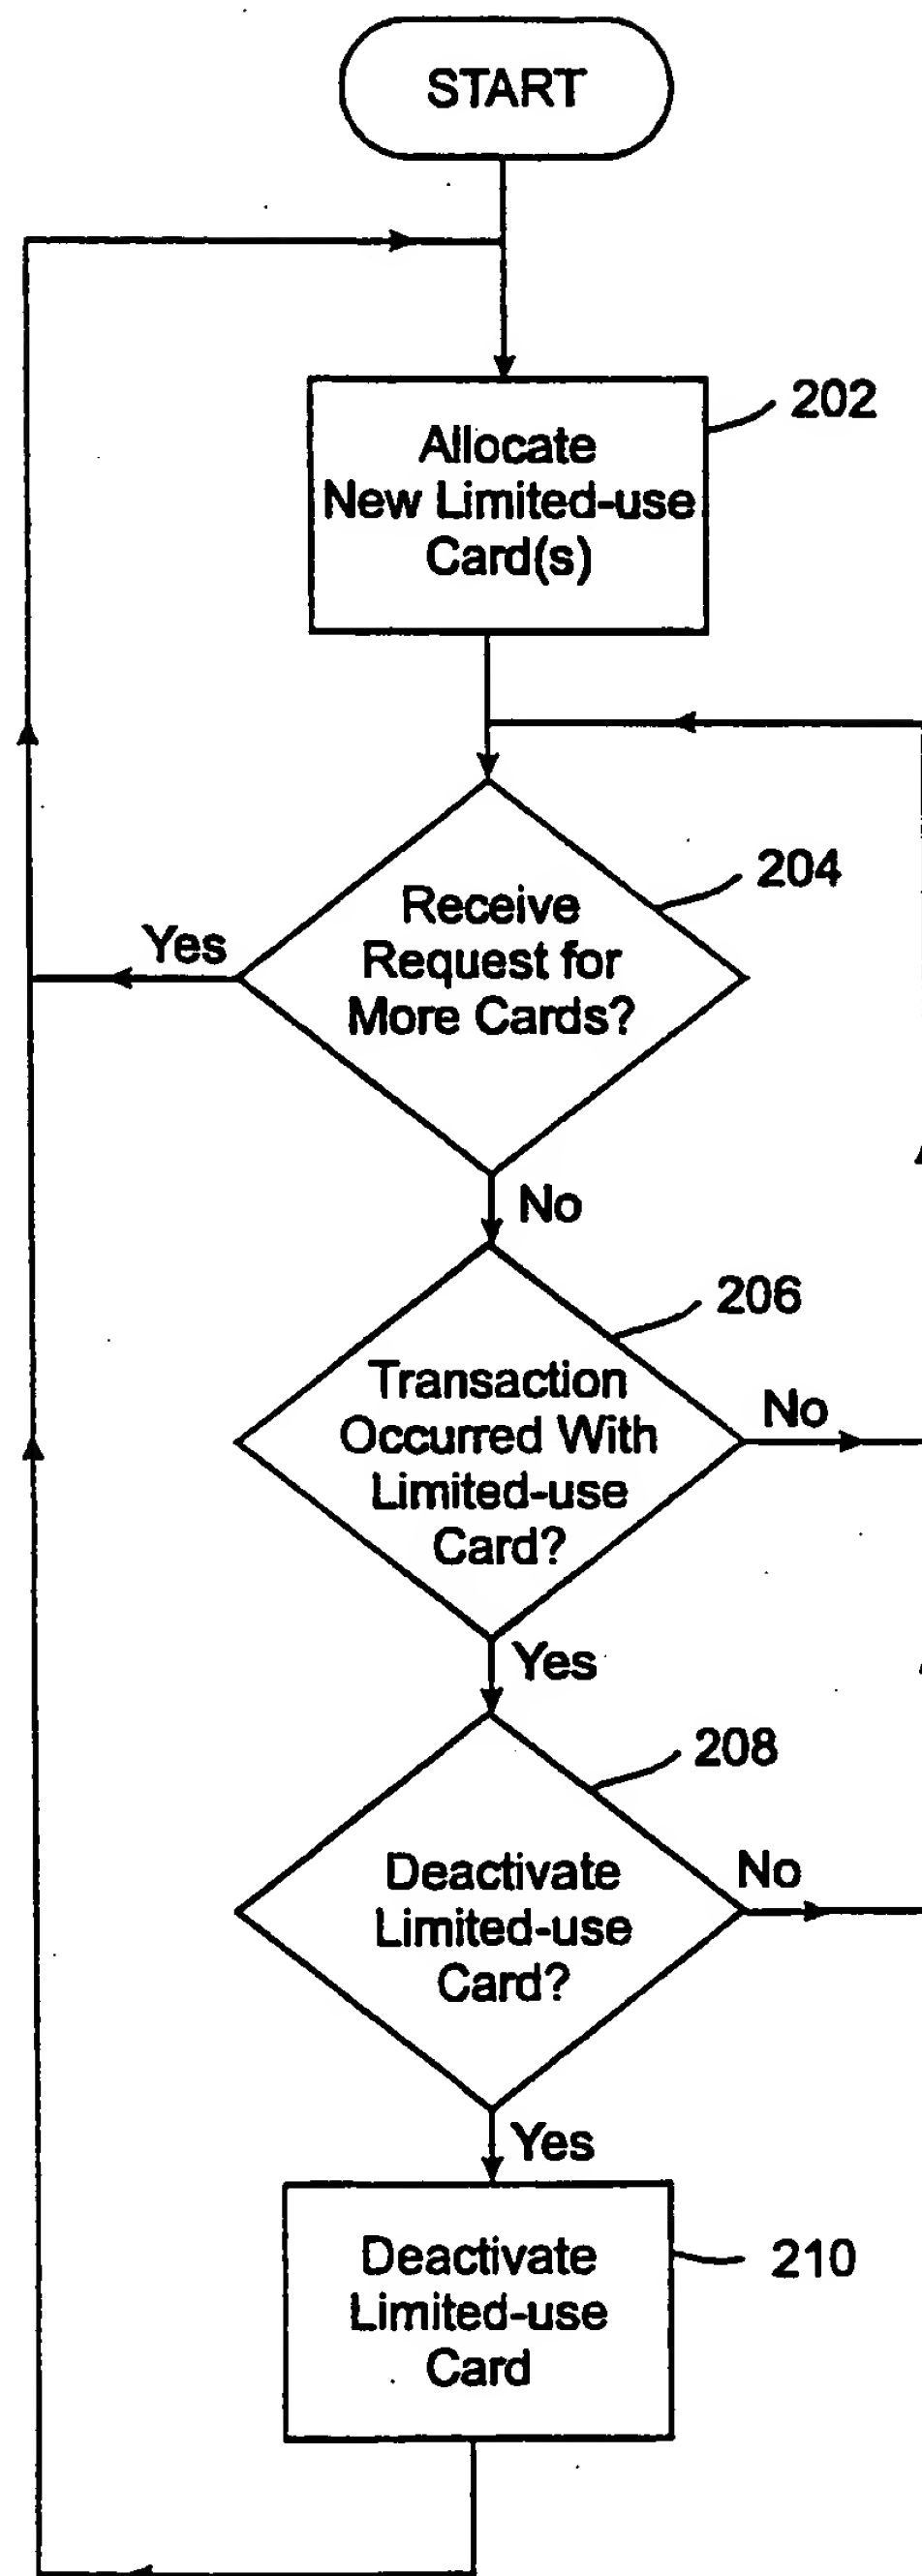 START
202
Allocate
New Limited-use
Card(s)
204
Receive
Request for
More Cards?
Yes
No
206
Transaction
Occurred With
Limited-use
Card?
No
Yes
208
Deactivate
Limited-use
Card?
No
Yes
210
Deactivate
Limited-use
Card